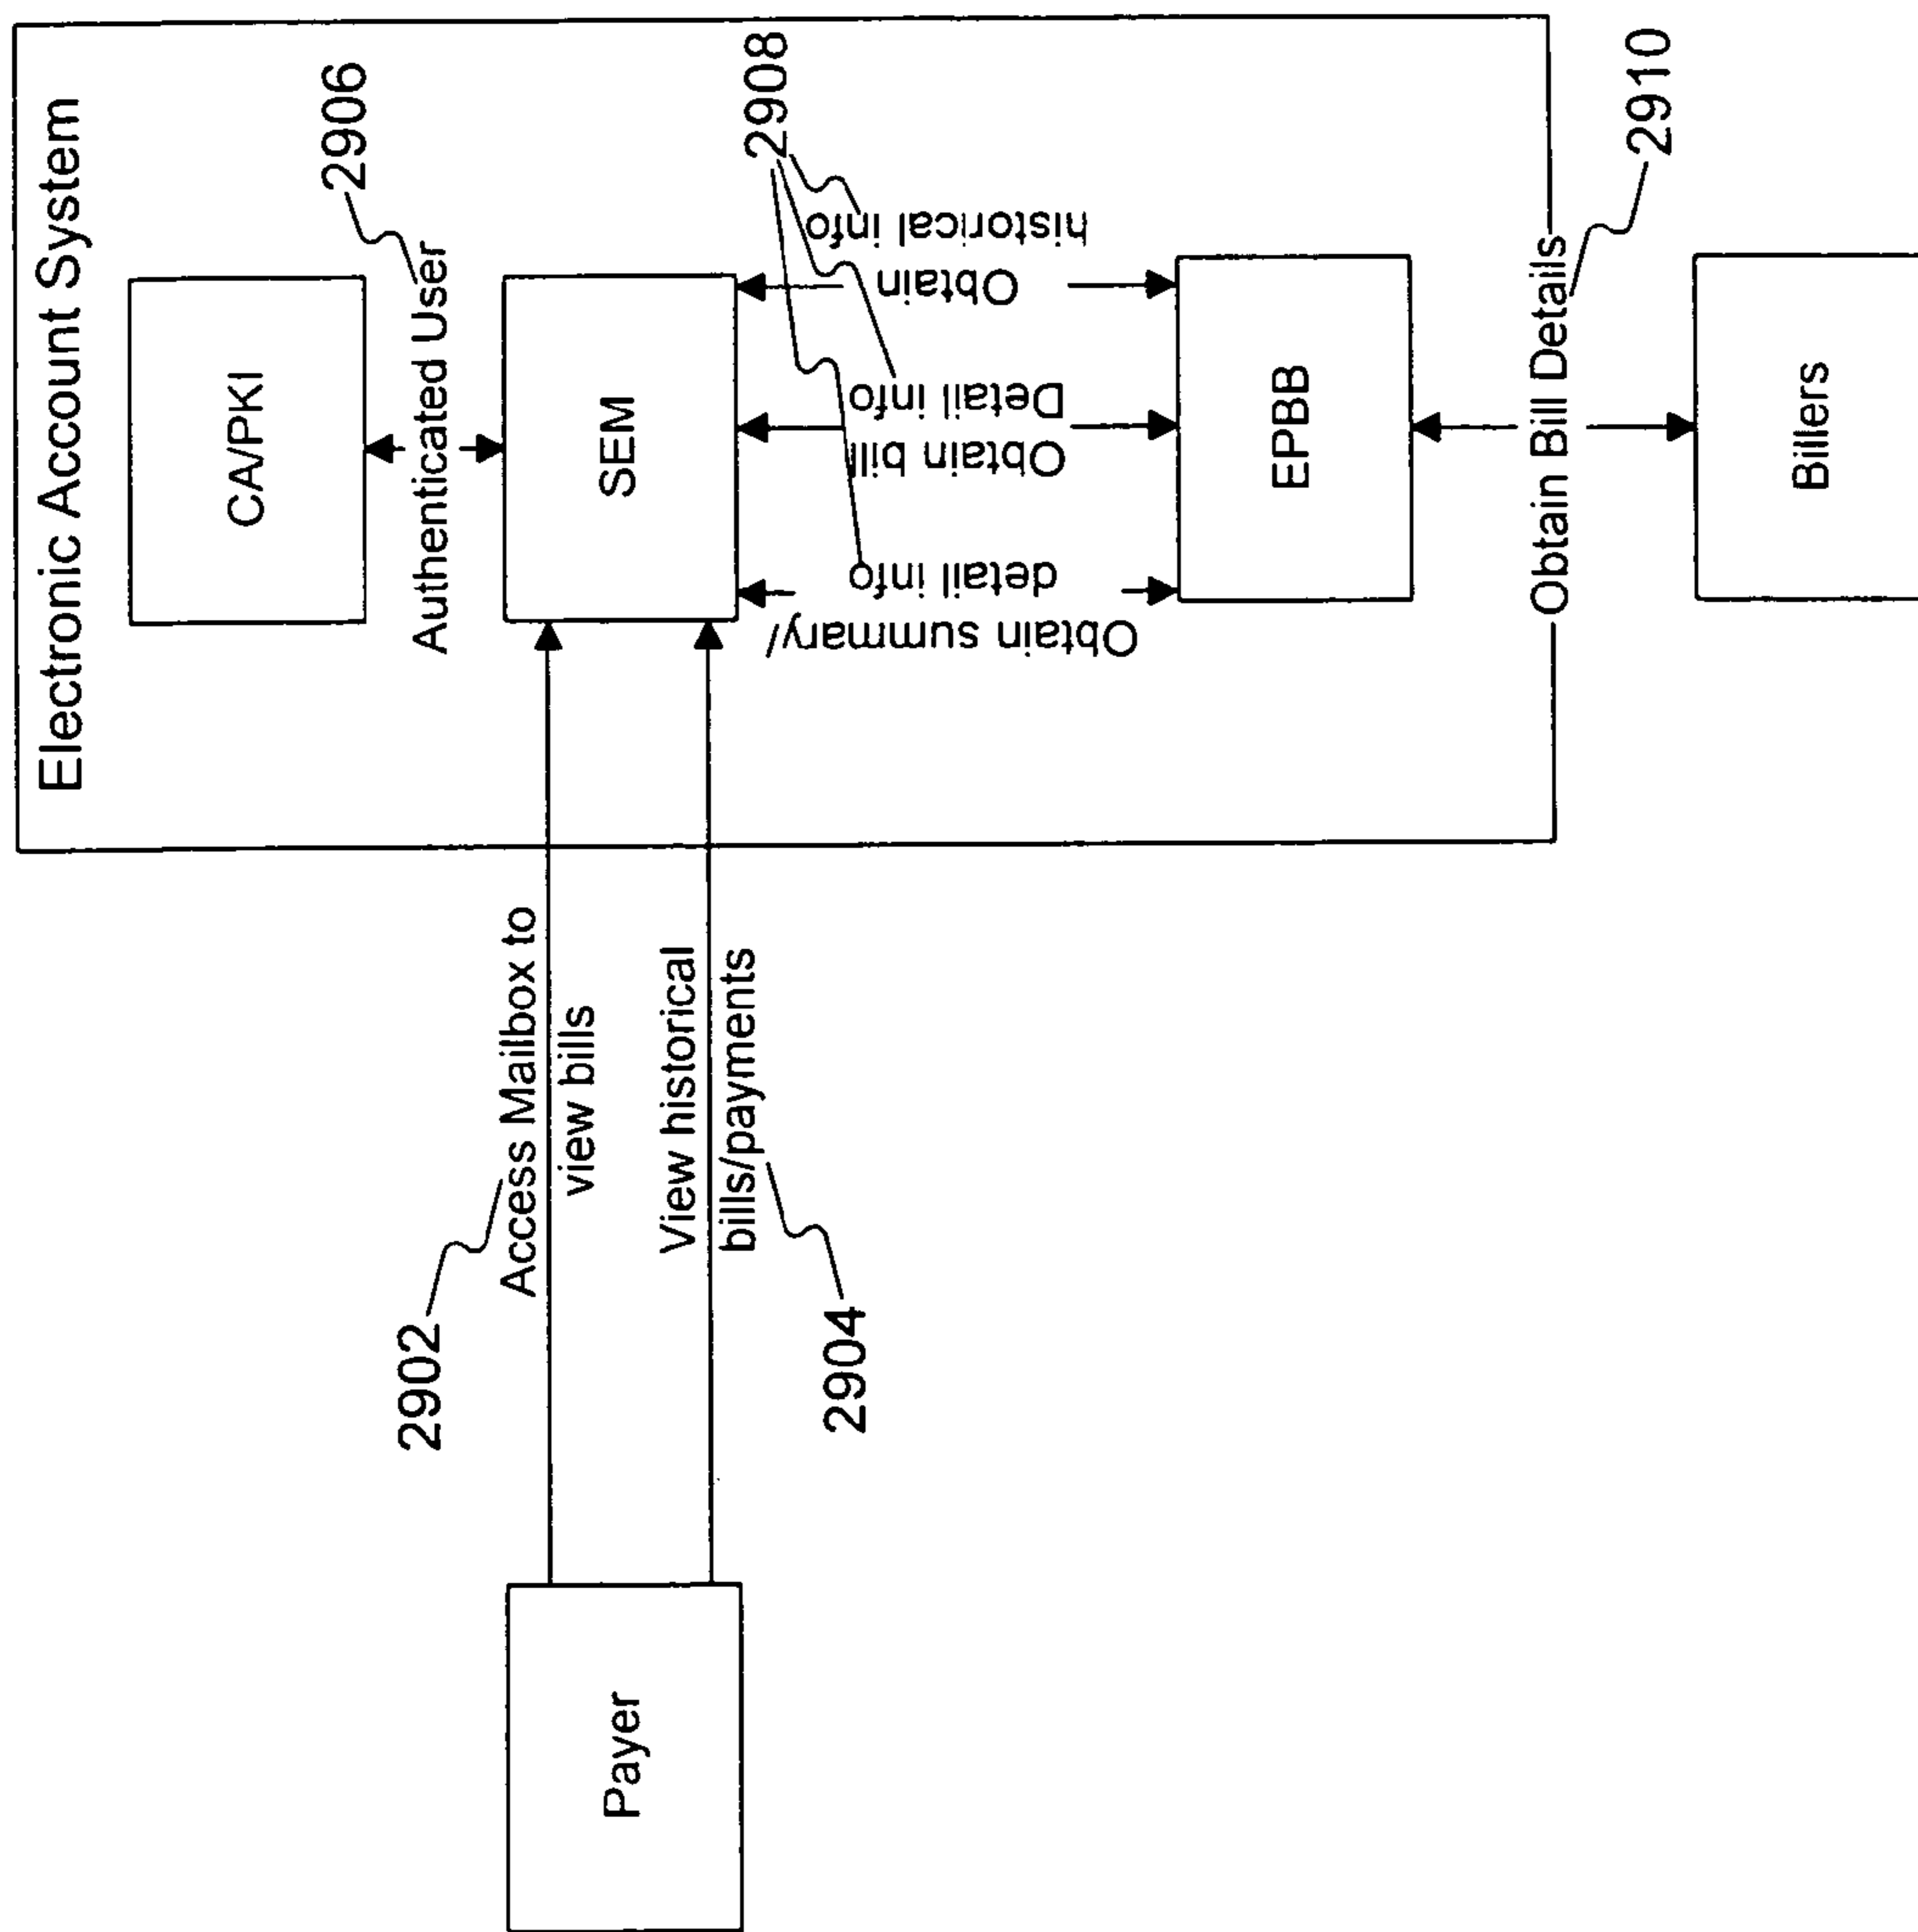 Electronic Account System
CA/PKI
2906
Authenticated User
SEM
2902
Access Mailbox to
view bills
View historical
bills/payments
2904
Payer
2908
Obtain summary/
detail info
Obtain bill
Detail info
Obtain
historical info
EPBB
Obtain Bill Details
2910
Billers